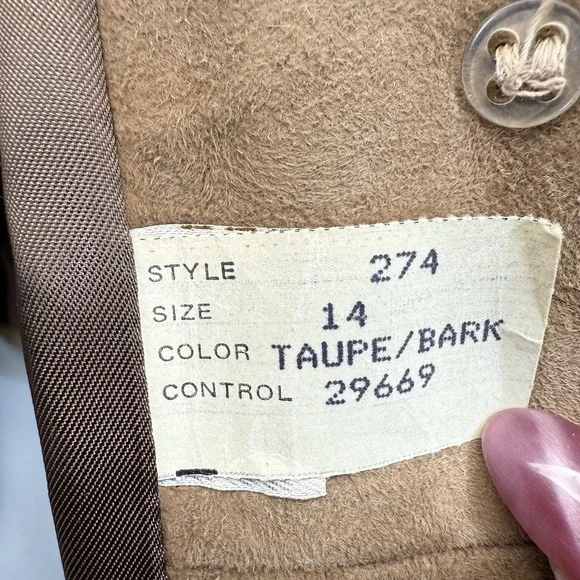 STYLE 274
SIZE 14
COLOR TAUPE/BARK
CONTROL 29669